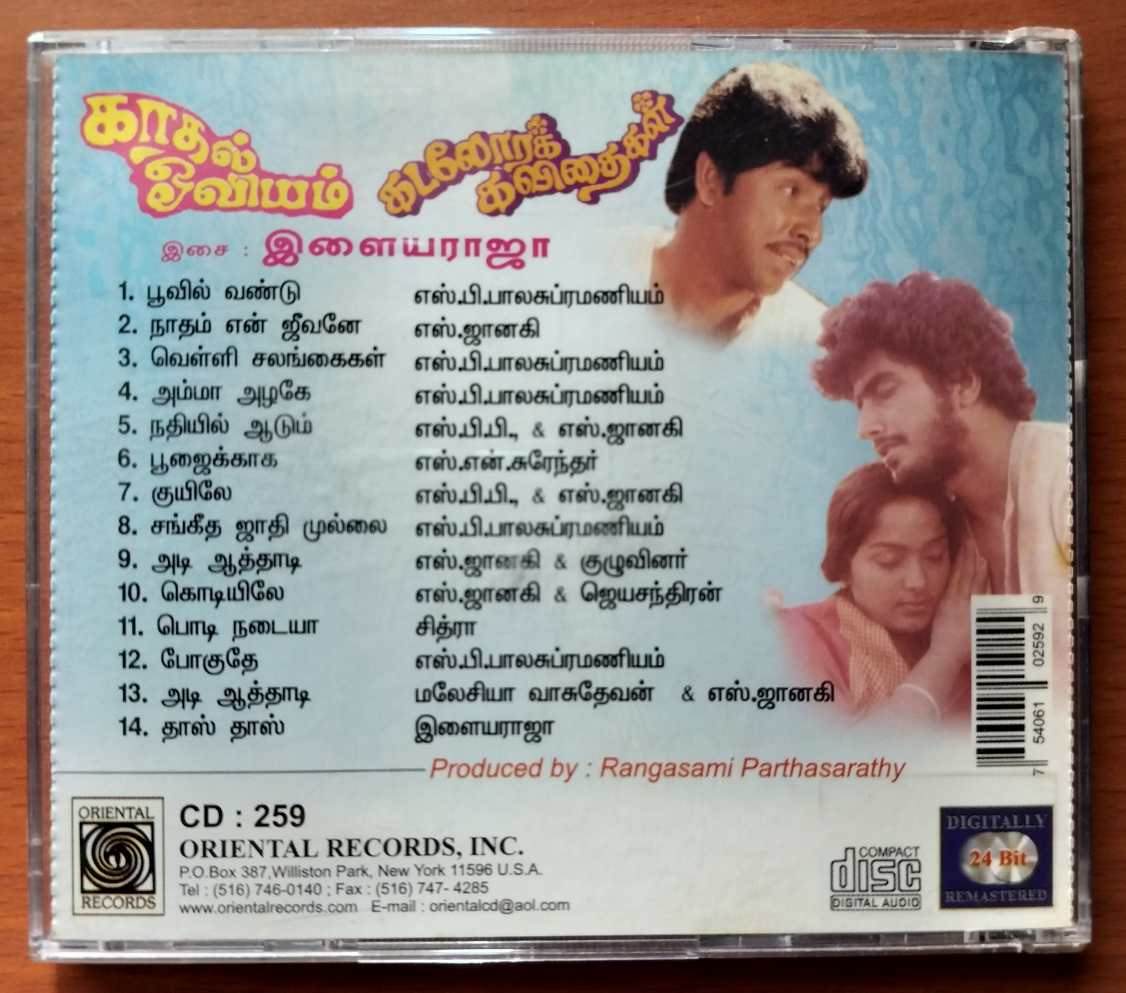 காதல் ஓவியம்
கடலோரக் கவிதைகள்
இசை : இளையராஜா
1. பூவில் வண்டு எஸ்.பி.பாலசுப்ரமணியம்
2. நாதம் என் ஜீவனே எஸ்.ஜானகி
3. வெள்ளி சலங்கைகள் எஸ்.பி.பாலசுப்ரமணியம்
4. அம்மா அழகே எஸ்.பி.பாலசுப்ரமணியம்
5. நதியில் ஆடும் எஸ்.பி.பி., & எஸ்.ஜானகி
6. பூஜைக்காக எஸ்.என்.சுரேந்தர்
7. குயிலே எஸ்.பி.பி., & எஸ்.ஜானகி
8. சங்கீத ஜாதி முல்லை எஸ்.பி.பாலசுப்ரமணியம்
9. அடி ஆத்தாடி எஸ்.ஜானகி & குழுவினர்
10. கொடியிலே எஸ்.ஜானகி & ஜெயசந்திரன்
11. பொடி நடையா சித்ரா
12. போகுதே எஸ்.பி.பாலசுப்ரமணியம்
13. அடி ஆத்தாடி மலேசியா வாசுதேவன் & எஸ்.ஜானகி
14. தாஸ் தாஸ் இளையராஜா
7 54061 02592 9
Produced by : Rangasami Parthasarathy
ORIENTAL
RECORDS
CD : 259
ORIENTAL RECORDS, INC.
P.O.Box 387,Williston Park, New York 11596 U.S.A.
Tel : (516) 746-0140 ; Fax : (516) 747- 4285
www.orientalrecords.com E-mail : orientalcd@aol.com
COMPACT
disc
DIGITAL AUDIO
DIGITALLY
24 Bit
REMASTERED